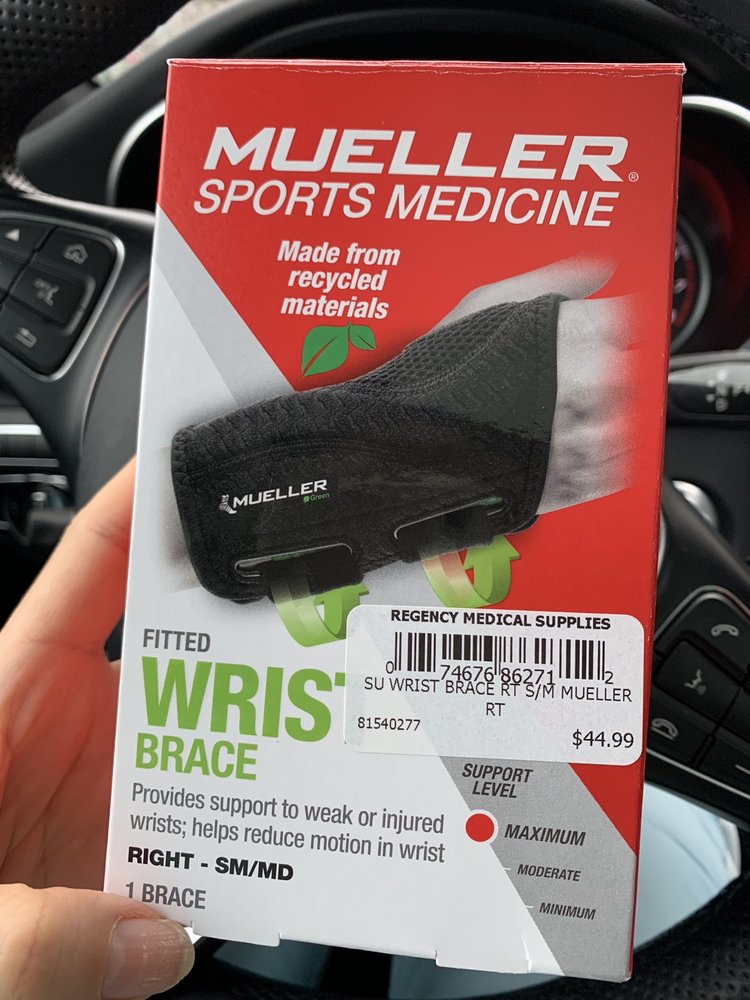 MUELLER®
SPORTS MEDICINE
Made from
recycled
materials
MUELLER
Green
FITTED
WRIST
BRACE
REGENCY MEDICAL SUPPLIES
0 74676 86271 2
SU WRIST BRACE RT S/M MUELLER
RT
81540277
$44.99
Provides support to weak or injured
wrists; helps reduce motion in wrist
RIGHT - SM/MD
1 BRACE
SUPPORT
LEVEL
MAXIMUM
MODERATE
MINIMUM